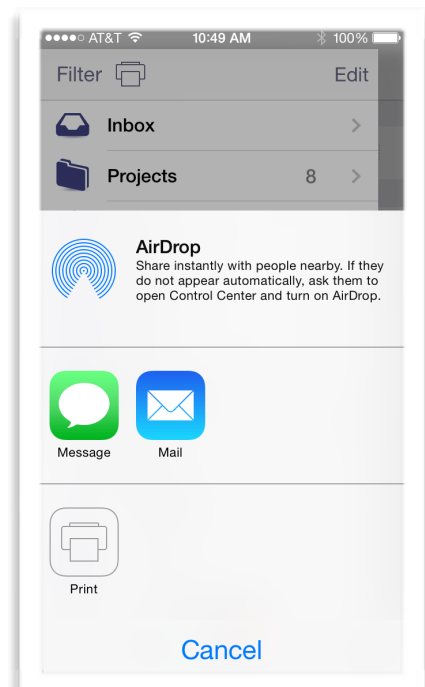 AT&T 10:49 AM 100%
Filter Edit
Inbox
Projects 8
AirDrop
Share instantly with people nearby. If they
do not appear automatically, ask them to
open Control Center and turn on AirDrop.
Message Mail
Print
Cancel